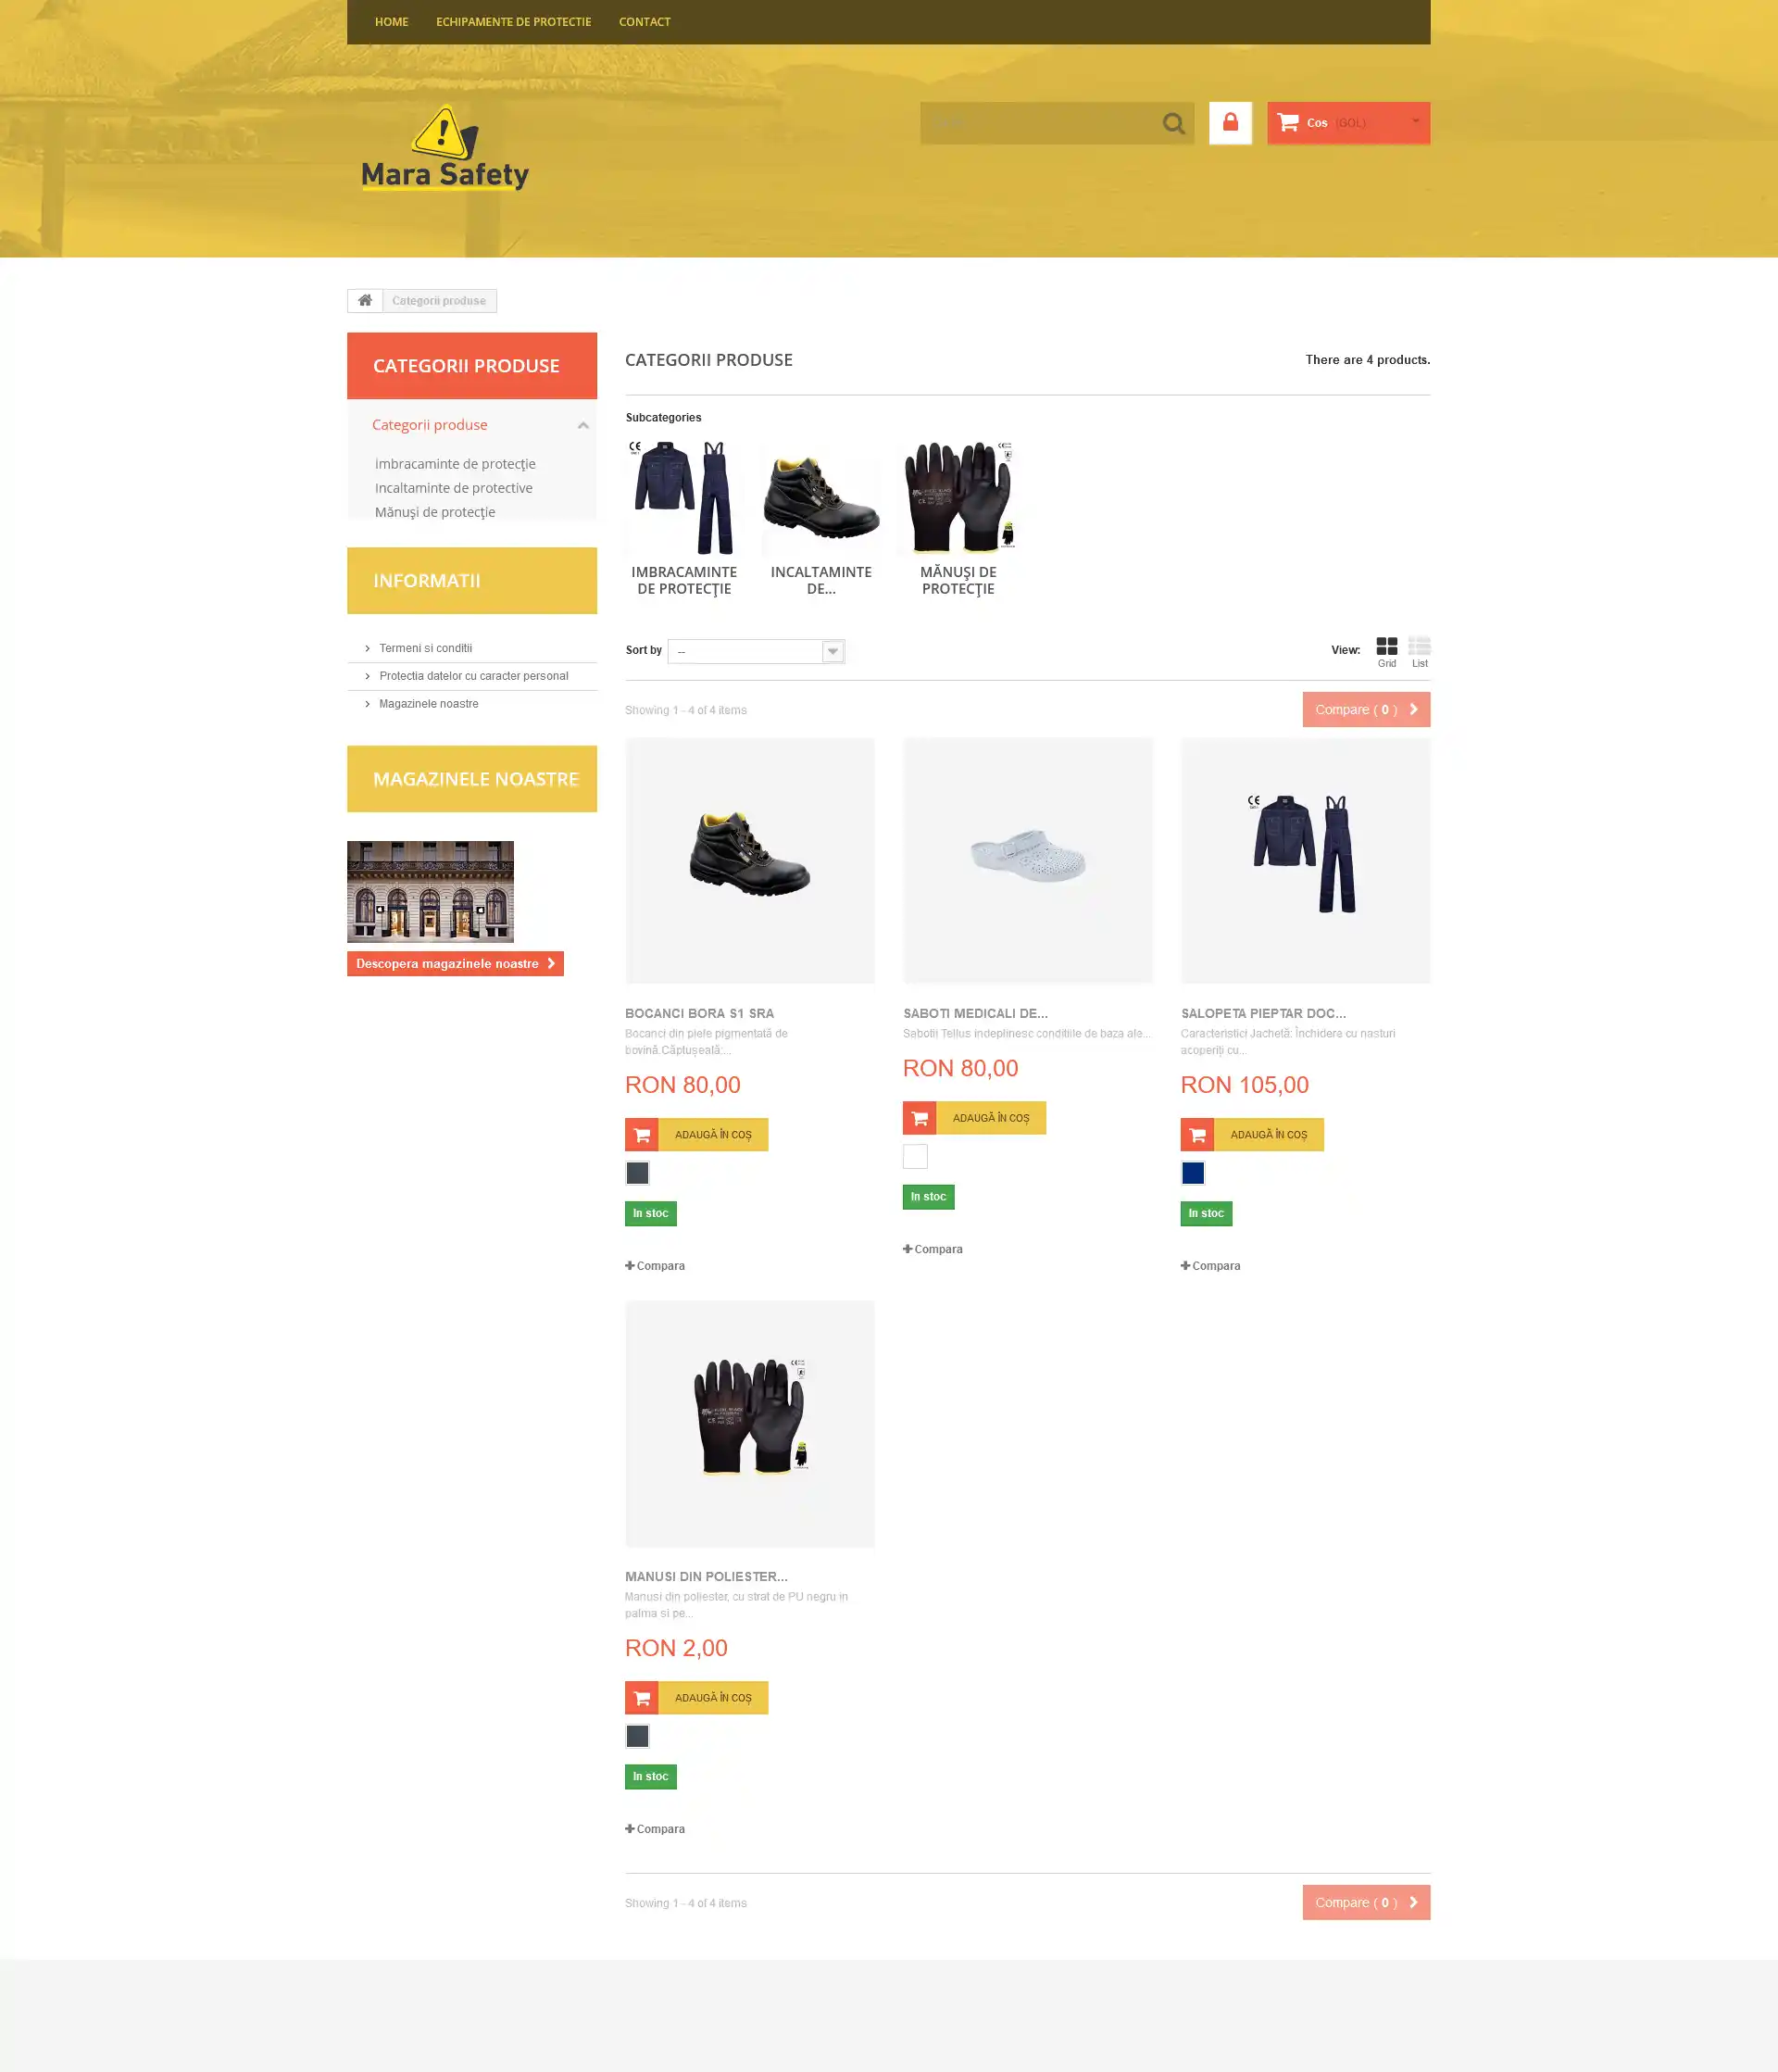 HOME ECHIPAMENTE DE PROTECTIE CONTACT
Mara Safety
Cos (GOL)
Categorii produse
CATEGORII PRODUSE
Categorii produse
Imbracaminte de protecţie
Incaltaminte de protective
Mănuşi de protecţie
INFORMATII
Termeni si conditii
Protectia datelor cu caracter personal
Magazinele noastre
MAGAZINELE NOASTRE
Descopera magazinele noastre
CATEGORII PRODUSE There are 4 products.
Subcategories
IMBRACAMINTE
DE PROTECŢIE
INCALTAMINTE
DE...
MĂNUŞI DE
PROTECŢIE
Sort by -- View: Grid List
Showing 1 - 4 of 4 items Compare ( 0 )
BOCANCI BORA S1 SRA
Bocanci din piele pigmentată de
bovină.Căptușeală:...
RON 80,00
ADAUGĂ ÎN COȘ
In stoc
Compara
SABOTI MEDICALI DE...
Sabotii Tellus indeplinesc conditiile de baza ale...
RON 80,00
ADAUGĂ ÎN COȘ
In stoc
Compara
SALOPETA PIEPTAR DOC...
Caracteristici Jachetă: Închidere cu nasturi
acoperiți cu...
RON 105,00
ADAUGĂ ÎN COȘ
In stoc
Compara
MANUSI DIN POLIESTER...
Manusi din poliester, cu strat de PU negru in
palma si pe...
RON 2,00
ADAUGĂ ÎN COȘ
In stoc
Compara
Showing 1 - 4 of 4 items Compare ( 0 )